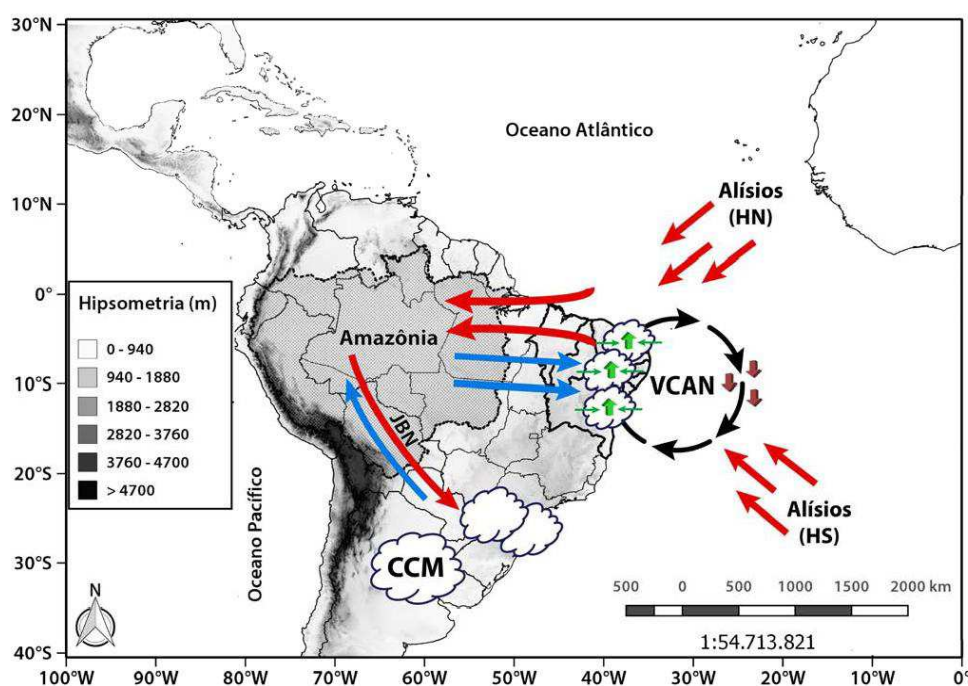 30°N
20°N
10°N
0°
10°S
20°S
30°S
40°S
Oceano Atlântico
Alísios
(HN)
Hipsometria (m)
0 - 940
940 - 1880
1880 - 2820
2820 - 3760
3760 - 4700
> 4700
Amazônia
VCAN
JBN
Oceano Pacífico
CCM
Alísios
(HS)
N
500 0 500 1000 1500 2000 km
1:54.713.821
100W 90°W 80°W 70°W 60°W 50°W 40°W 30°W 20°W 10°W 0°